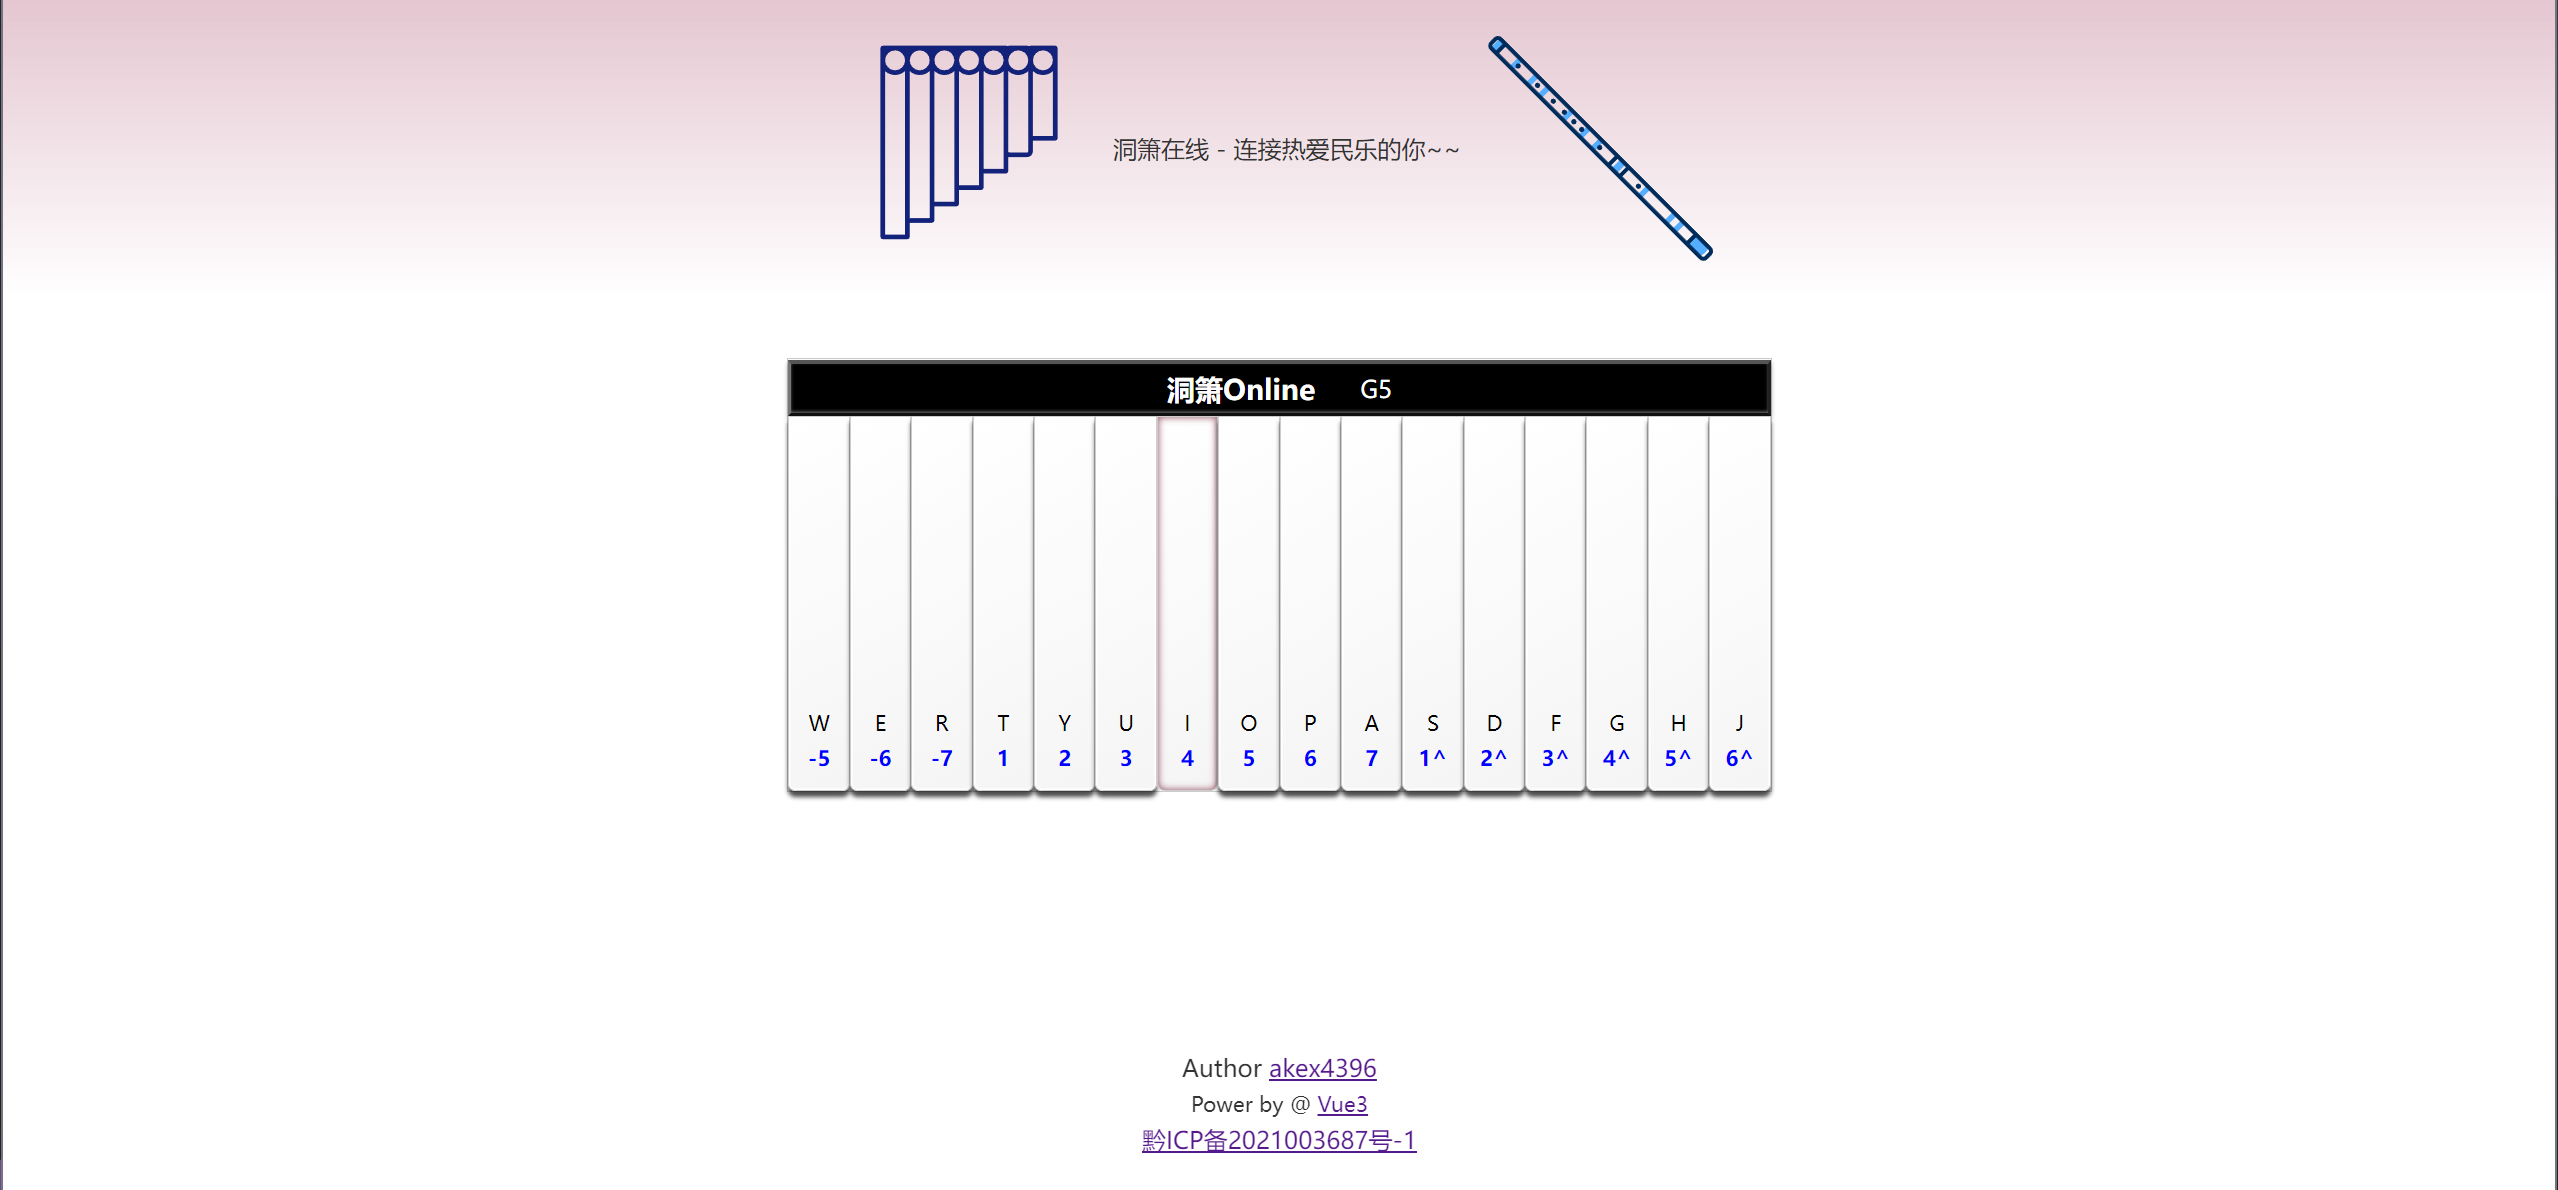 洞箫在线 - 连接热爱民乐的你~~
洞箫Online G5
W E R T Y U I O P A S D F G H J
-5 -6 -7 1 2 3 4 5 6 7 1^ 2^ 3^ 4^ 5^ 6^
Author akex4396
Power by @ Vue3
黔ICP备2021003687号-1